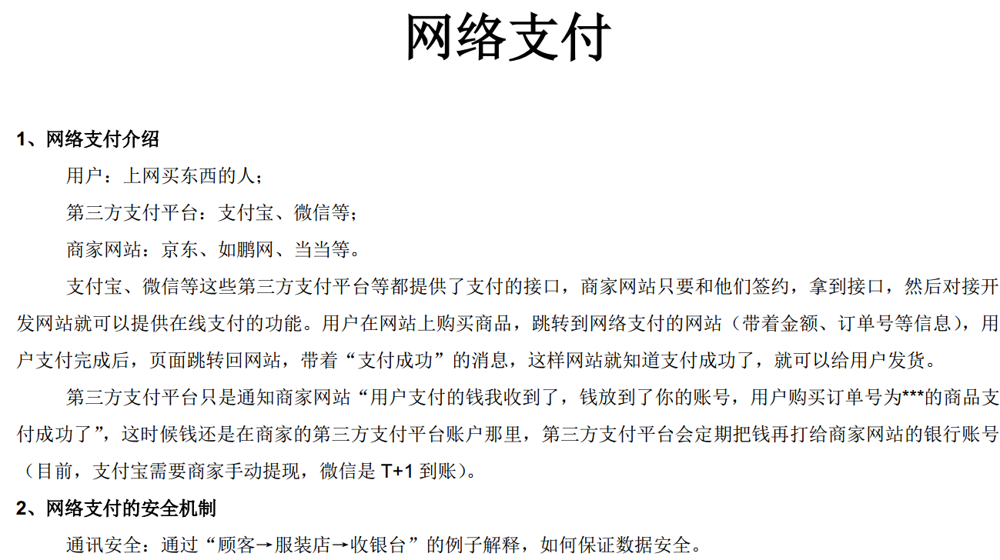 网络支付
1、网络支付介绍
用户：上网买东西的人；
第三方支付平台：支付宝、微信等；
商家网站：京东、如鹏网、当当等。
支付宝、微信等这些第三方支付平台等都提供了支付的接口，商家网站只要和他们签约，拿到接口，然后对接开
发网站就可以提供在线支付的功能。用户在网站上购买商品，跳转到网络支付的网站（带着金额、订单号等信息），用
户支付完成后，页面跳转回网站，带着“支付成功”的消息，这样网站就知道支付成功了，就可以给用户发货。
第三方支付平台只是通知商家网站“用户支付的钱我收到了，钱放到了你的账号，用户购买订单号为***的商品支
付成功了”，这时候钱还是在商家的第三方支付平台账户那里，第三方支付平台会定期把钱再打给商家网站的银行账号
（目前，支付宝需要商家手动提现，微信是 T+1 到账）。
2、网络支付的安全机制
通讯安全：通过“顾客→服装店→收银台”的例子解释，如何保证数据安全。